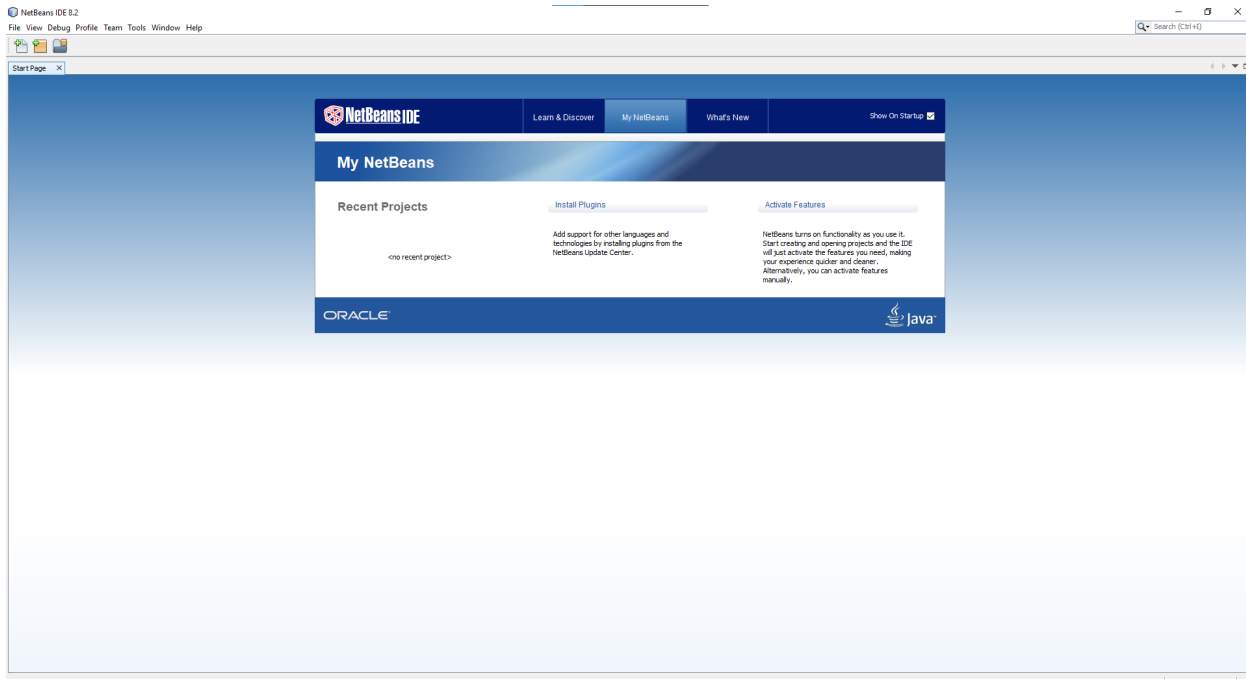 NetBeans IDE 8.2
File View Debug Profile Team Tools Window Help
Search (Ctrl+I)
Start Page
NetBeans IDE
Learn & Discover
My NetBeans
What's New
Show On Startup
My NetBeans
Recent Projects
<no recent project>
Install Plugins
Add support for other languages and
technologies by installing plugins from the
NetBeans Update Center.
Activate Features
NetBeans turns on functionality as you use it.
Start creating and opening projects and the IDE
will just activate the features you need, making
your experience quicker and cleaner.
Alternatively, you can activate features
manually.
ORACLE
Java